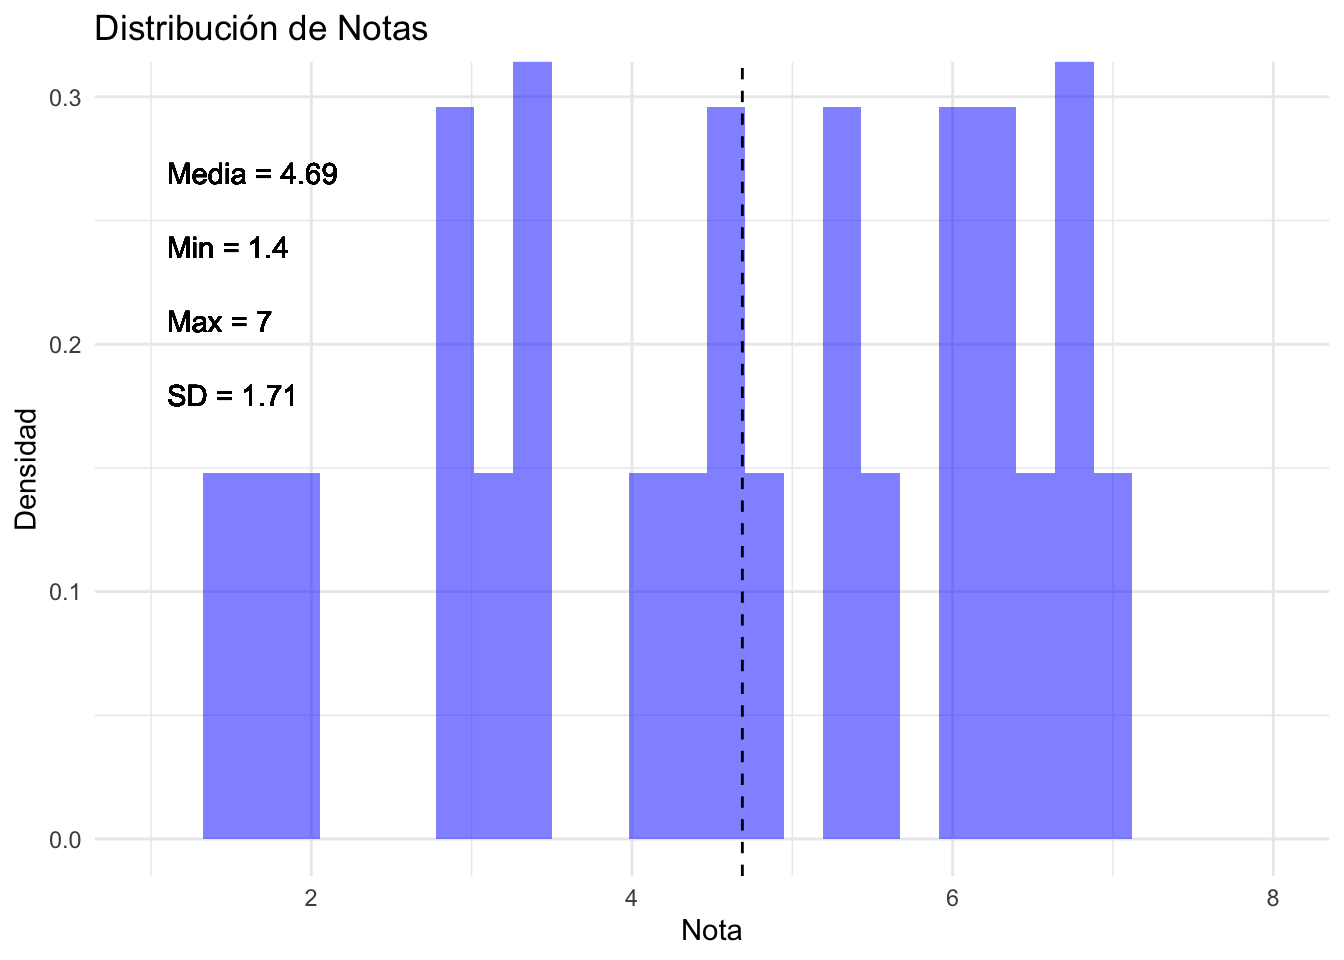 Distribución de Notas
0.3
Media = 4.69
Min = 1.4
Max = 7
0.2
SD = 1.71
Densidad
0.1
0.0
2 4 6 8
Nota